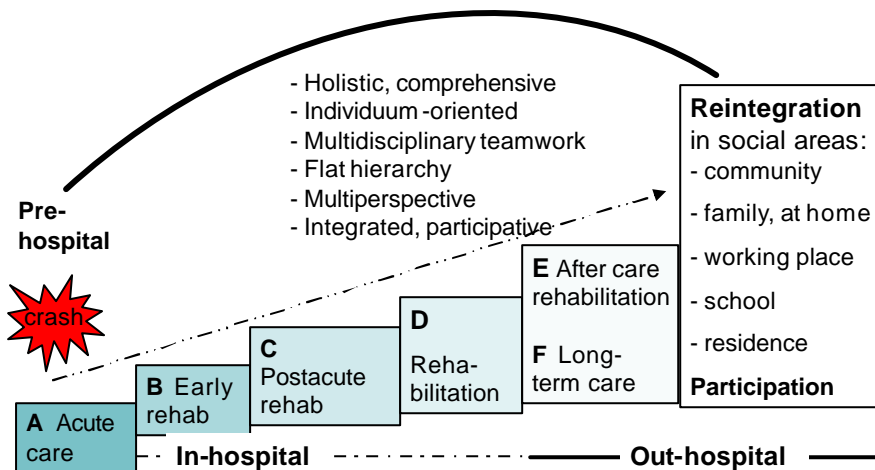 - Holistic, comprehensive
- Individuum -oriented
- Multidisciplinary teamwork
- Flat hierarchy
- Multiperspective
- Integrated, participative
Pre-
hospital
crash
A Acute
care
B Early
rehab
C
Postacute
rehab
D
Reha-
bilitation
E After care
rehabilitation
F Long-
term care
Reintegration
in social areas:
- community
- family, at home
- working place
- school
- residence
Participation
In-hospital
Out-hospital